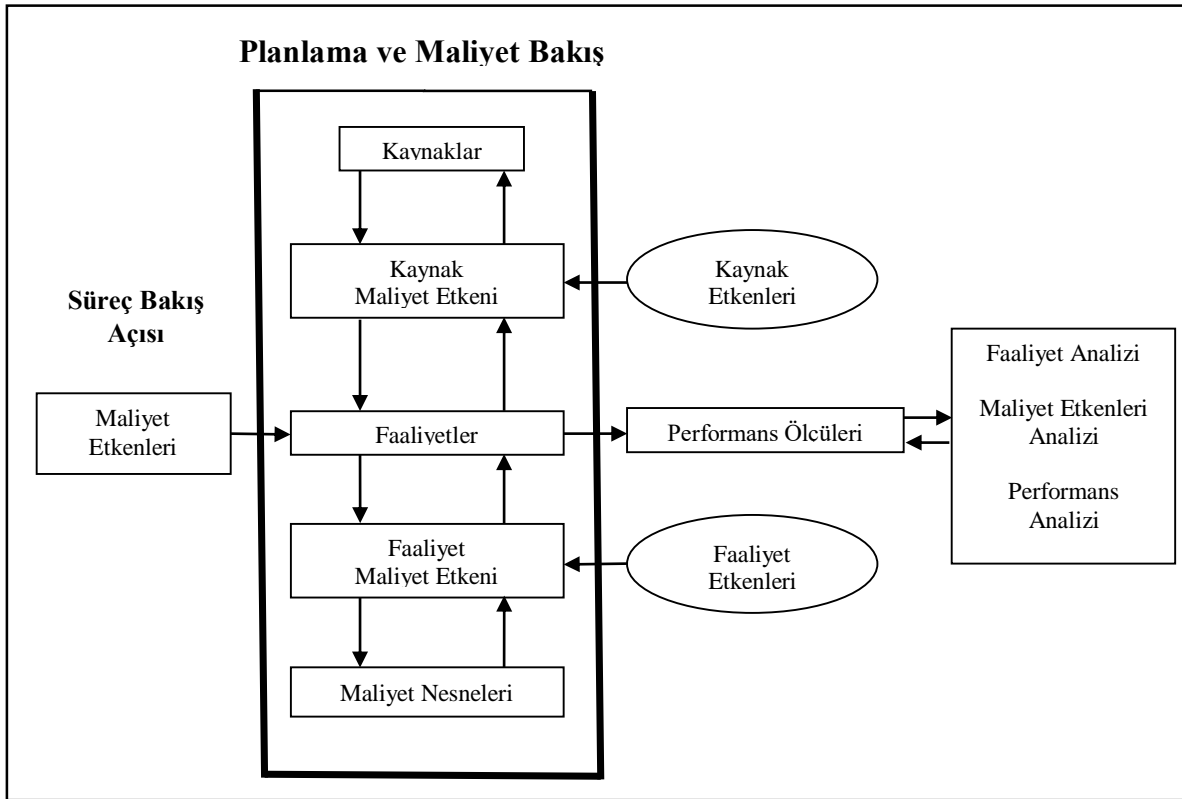 Planlama ve Maliyet Bakış
Kaynaklar
Kaynak
Maliyet Etkeni
Kaynak
Etkenleri
Süreç Bakış
Açısı
Maliyet
Etkenleri
Faaliyetler
Performans Ölçüleri
Faaliyet Analizi
Maliyet Etkenleri
Analizi
Performans
Analizi
Faaliyet
Maliyet Etkeni
Faaliyet
Etkenleri
Maliyet Nesneleri